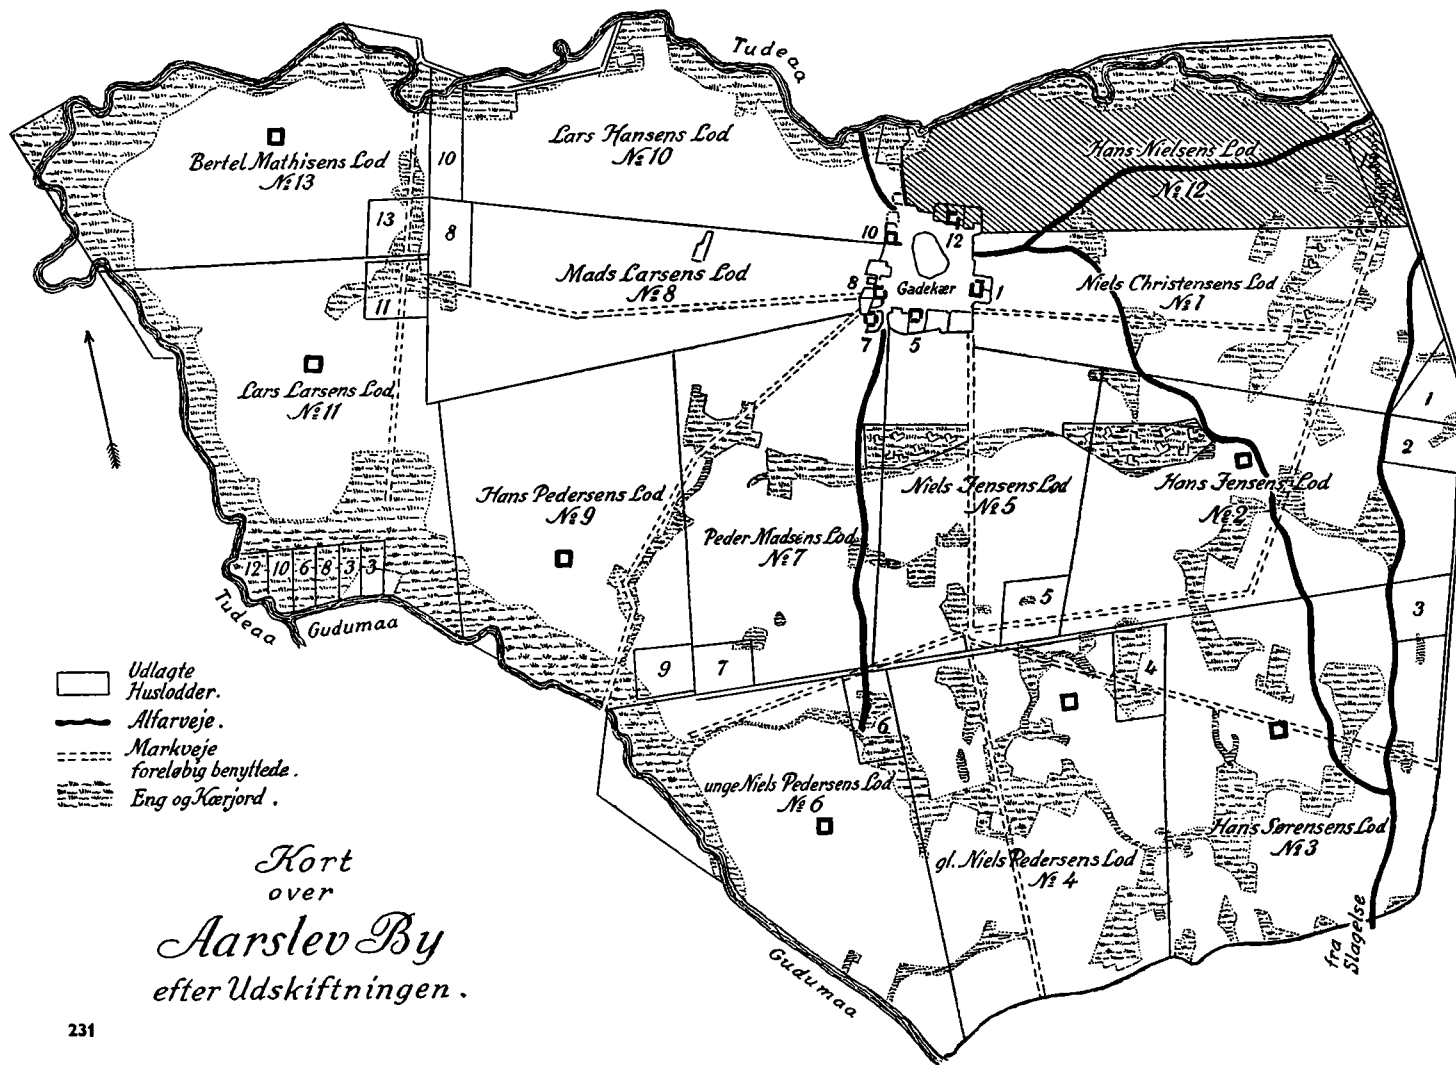 Tudeaa
Lars Hansens Lod
№ 10
Hans Nielsens Lod
№ 12
Bertel Mathisens Lod
№ 13
10
13
8
11
10
12
8
Gadekær
1
7
5
Mads Larsens Lod
№ 8
Niels Christensens Lod
№ 1
Lars Larsens Lod
№ 11
1
2
Hans Pedersens Lod
№ 9
Niels Jensens Lod
№ 5
Hans Jensens Lod
№ 2
Peder Madsens Lod
№ 7
12
10
6
8
3
3
5
3
Tudeaa
Gudumaa
9
7
4
6
Udlagte
Huslodder.
Alfarveje.
Markveje
foreløbig benyttede.
Eng og Kærjord.
unge Niels Pedersens Lod
№ 6
Hans Sørensens Lod
№ 3
gl. Niels Pedersens Lod
№ 4
Kort
over
Aarslev By
efter Udskiftningen.
Gudumaa
fra
Slagelse
231